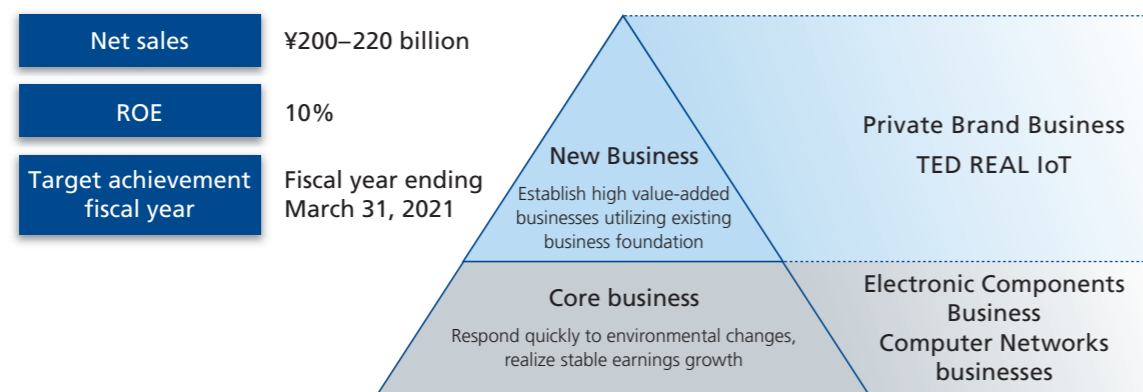 Net sales
¥200–220 billion
ROE
10%
Target achievement
fiscal year
Fiscal year ending
March 31, 2021
New Business
Establish high value-added
businesses utilizing existing
business foundation
Private Brand Business
TED REAL IoT
Core business
Respond quickly to environmental changes,
realize stable earnings growth
Electronic Components
Business
Computer Networks
businesses